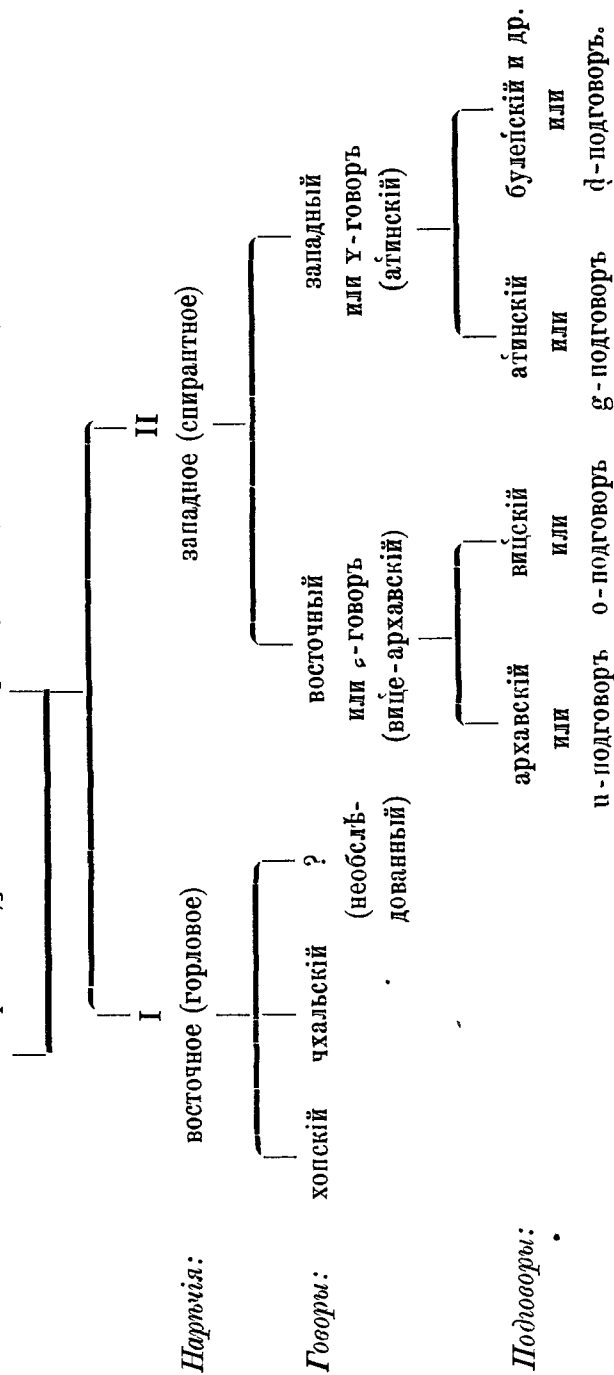 I
II
Нарѣчія:
восточное (горловое)
западное (спирантное)
Говоры:
хопскій
чхальскій
?
(необслѣ-
дованный)
восточный
или ҁ-говоръ
(виц̓е-архавскій)
западный
или Y-говоръ
(ат̓инскій)
Подговоры:
архавскій
или
u-подговоръ
виц̓скій
или
o-подговоръ
ат̓инскій
или
g-подговоръ
булепскій и др.
или
d̦-подговоръ.